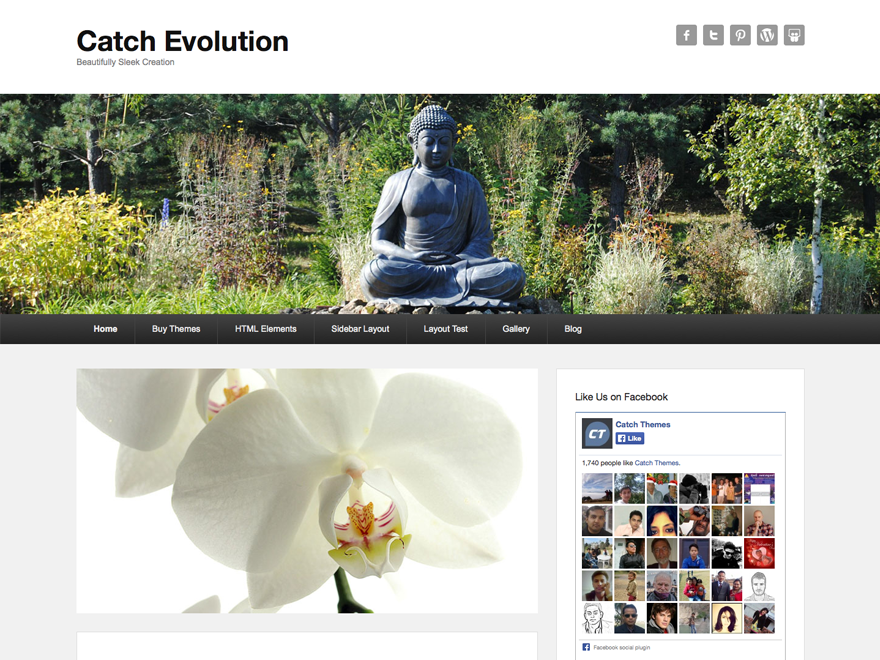 Catch Evolution
Beautifully Sleek Creation
Home
Buy Themes
HTML Elements
Sidebar Layout
Layout Test
Gallery
Blog
Like Us on Facebook
CT
Catch Themes
Like
1,740 people like Catch Themes.
Facebook social plugin